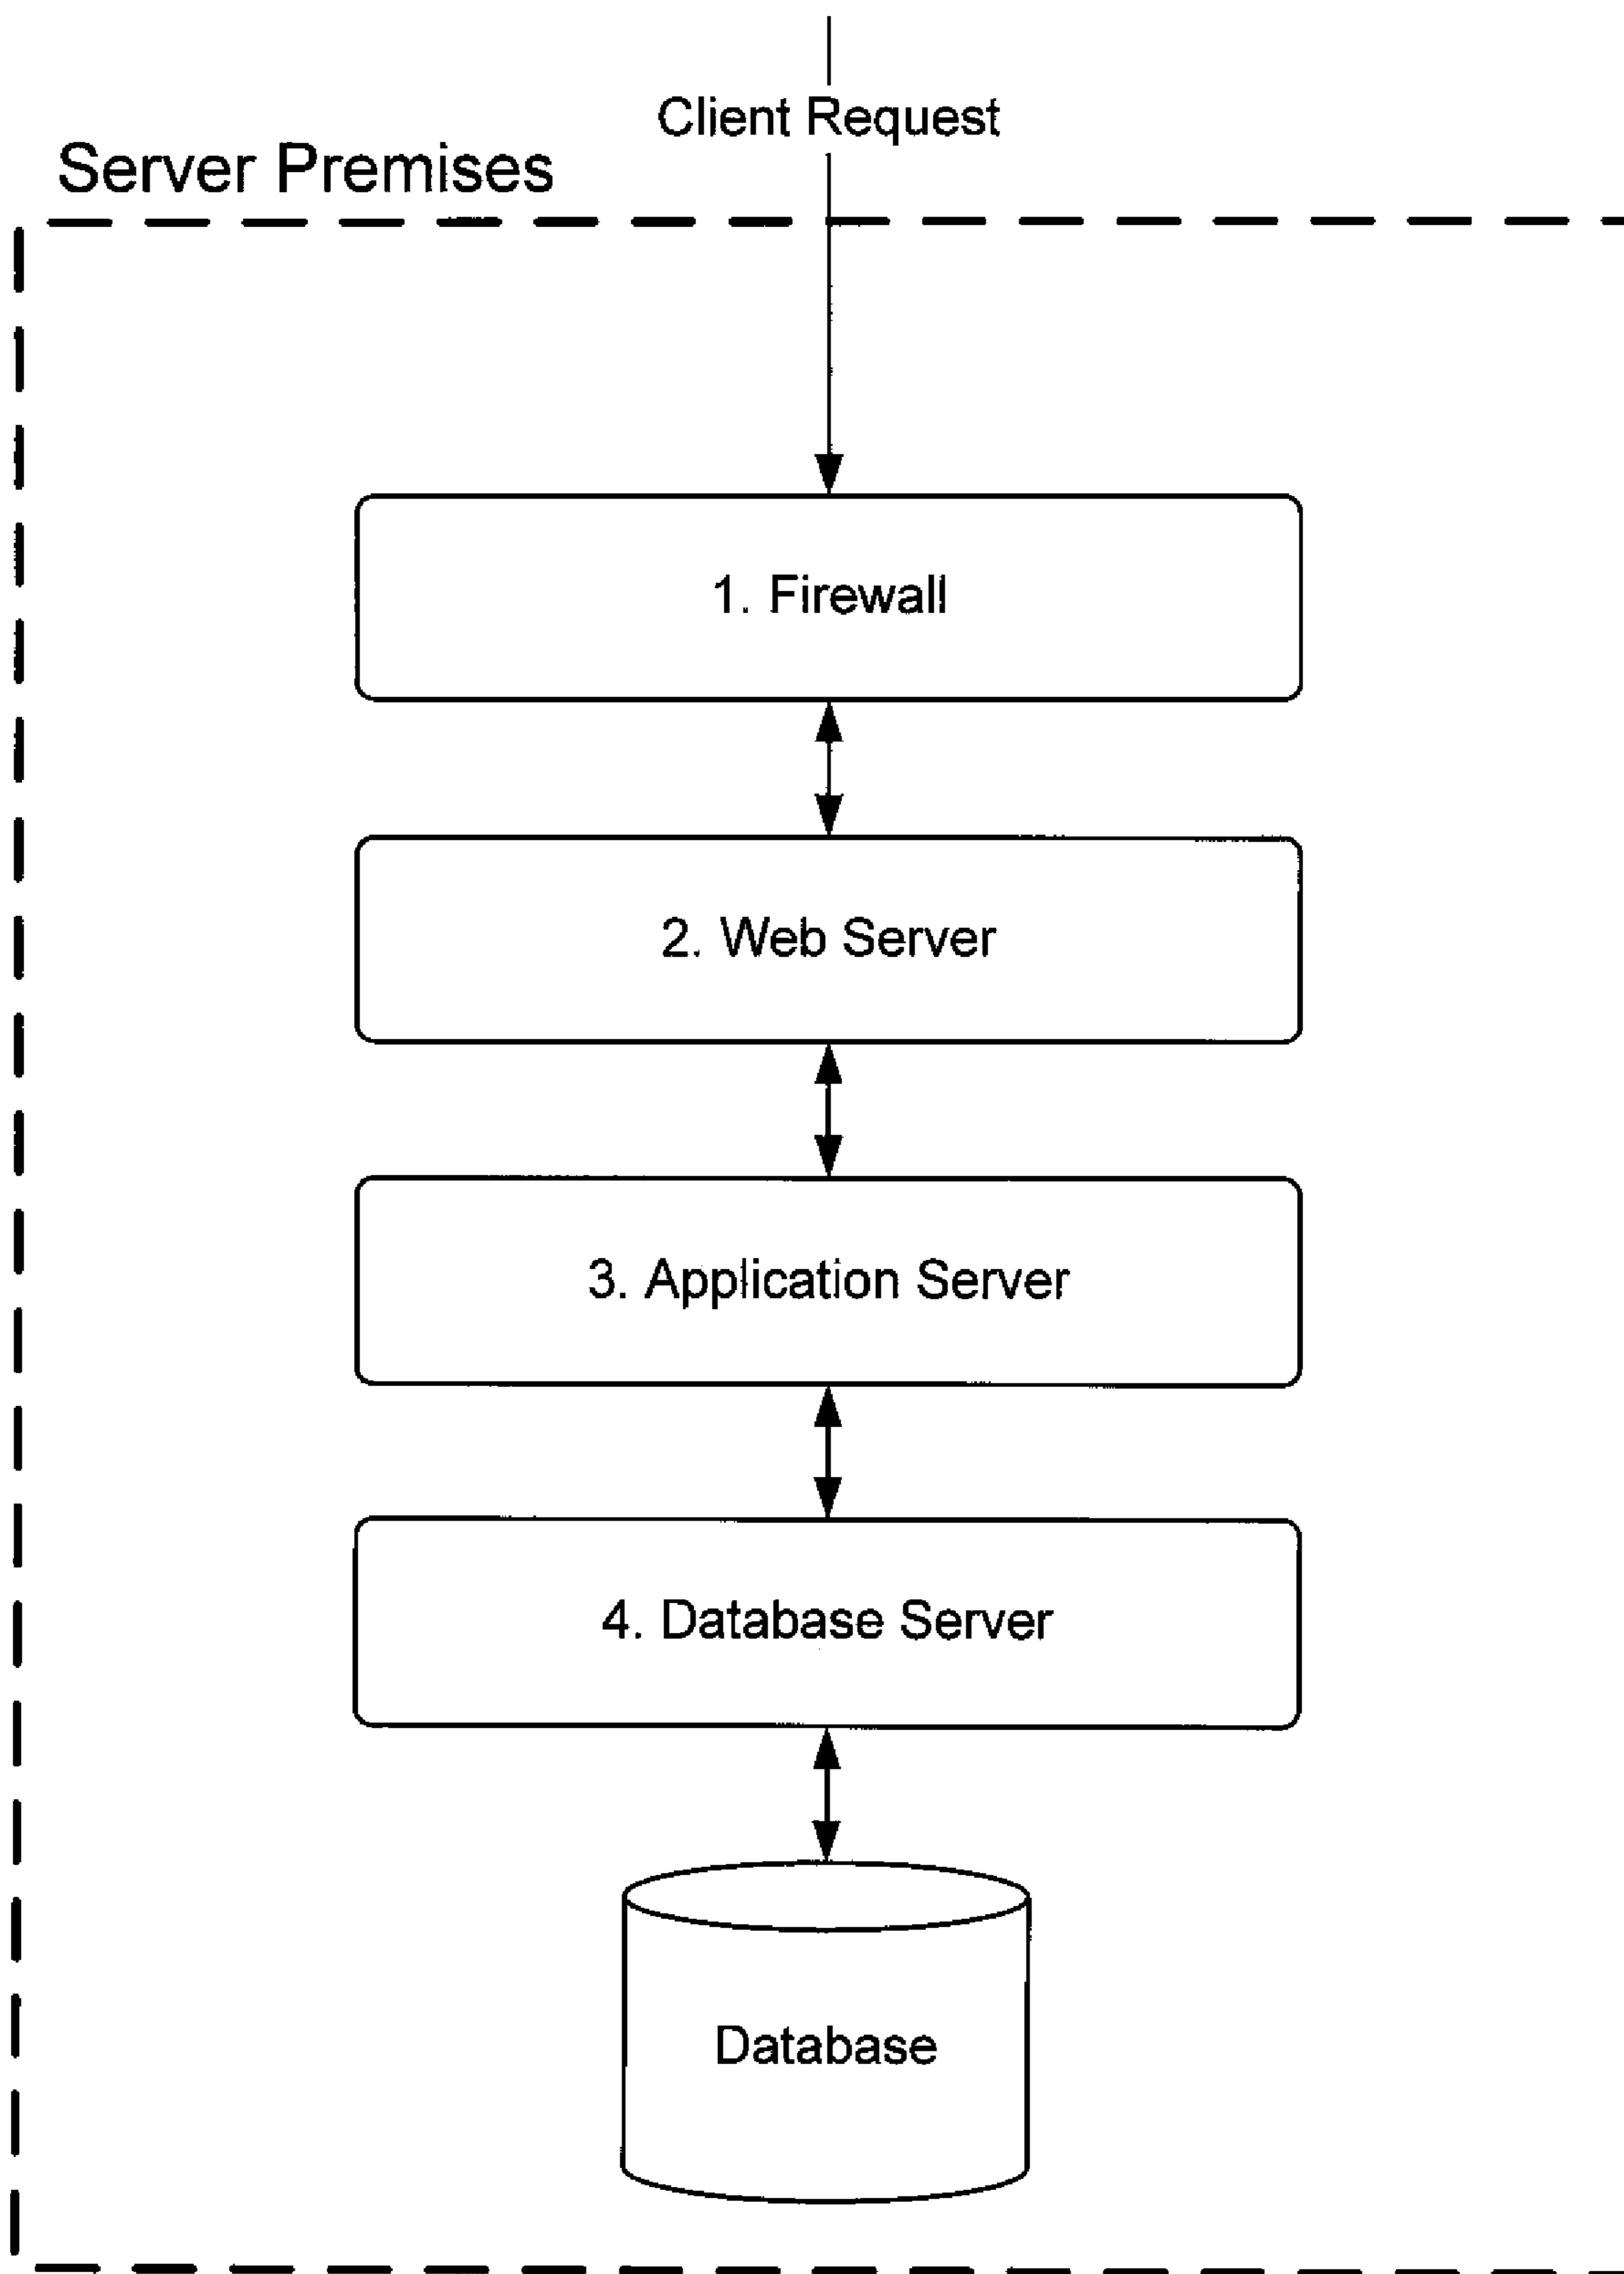 Client Request
Server Premises
1. Firewall
2. Web Server
3. Application Server
4. Database Server
Database